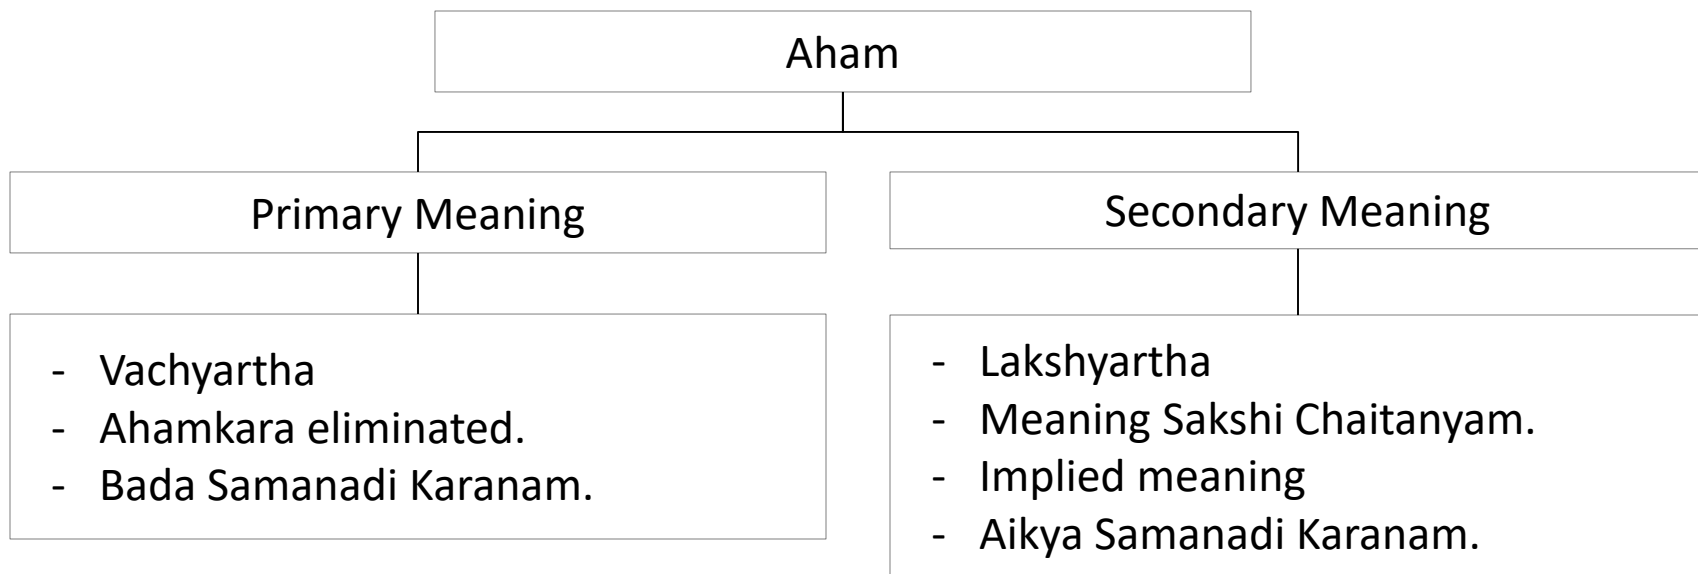 Aham
Primary Meaning
Secondary Meaning
- Vachyartha
- Ahamkara eliminated.
- Bada Samanadi Karanam.
- Lakshyartha
- Meaning Sakshi Chaitanyam.
- Implied meaning
- Aikya Samanadi Karanam.